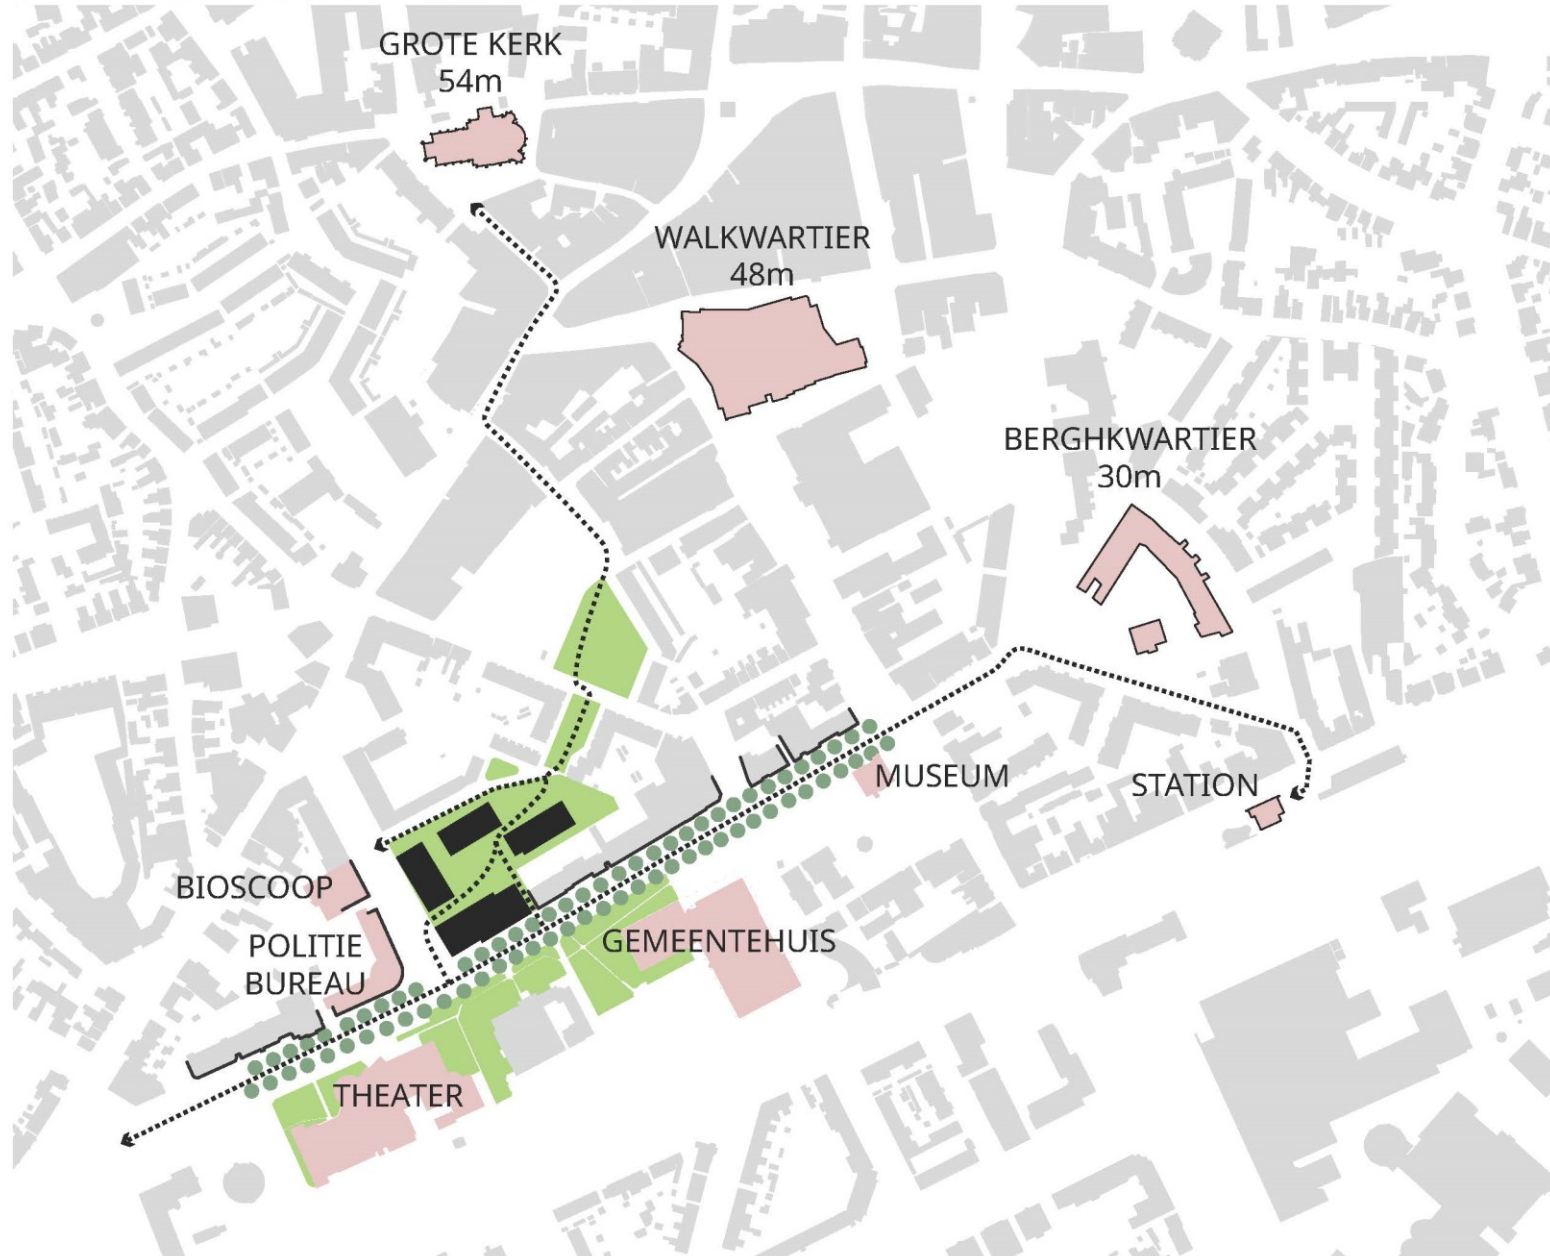 GROTE KERK
54m
WALKWARTIER
48m
BERGHKWARTIER
30m
MUSEUM
STATION
BIOSCOOP
POLITIE
BUREAU
GEMEENTEHUIS
THEATER